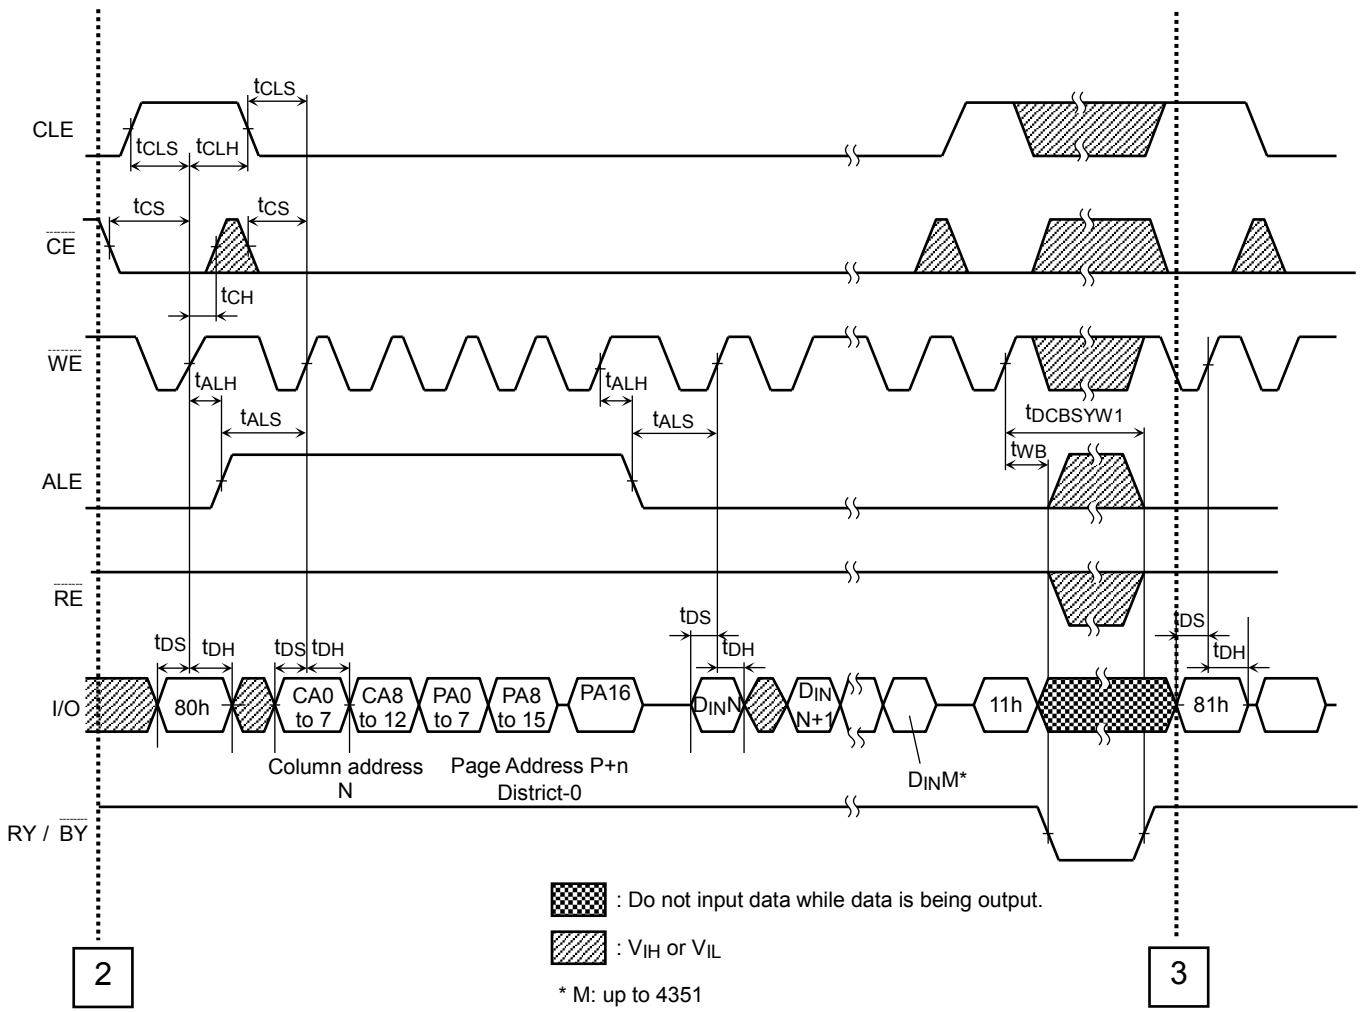 tCLS
CLE
tCLS tCLH
tCS tCS
CE
tCH
WE
tALH tALH
tDCBSYW1
tALS tALS
tWB
ALE
RE
tDS tDH tDS tDH tDS tDH tDS tDH
I/O
80h
CA0 to 7
CA8 to 12
PA0 to 7
PA8 to 15
PA16
DINN
DIN N+1
11h
81h
Column address N
Page Address P+n
District-0
DINM*
RY / BY
: Do not input data while data is being output.
: VIH or VIL
* M: up to 4351
2
3